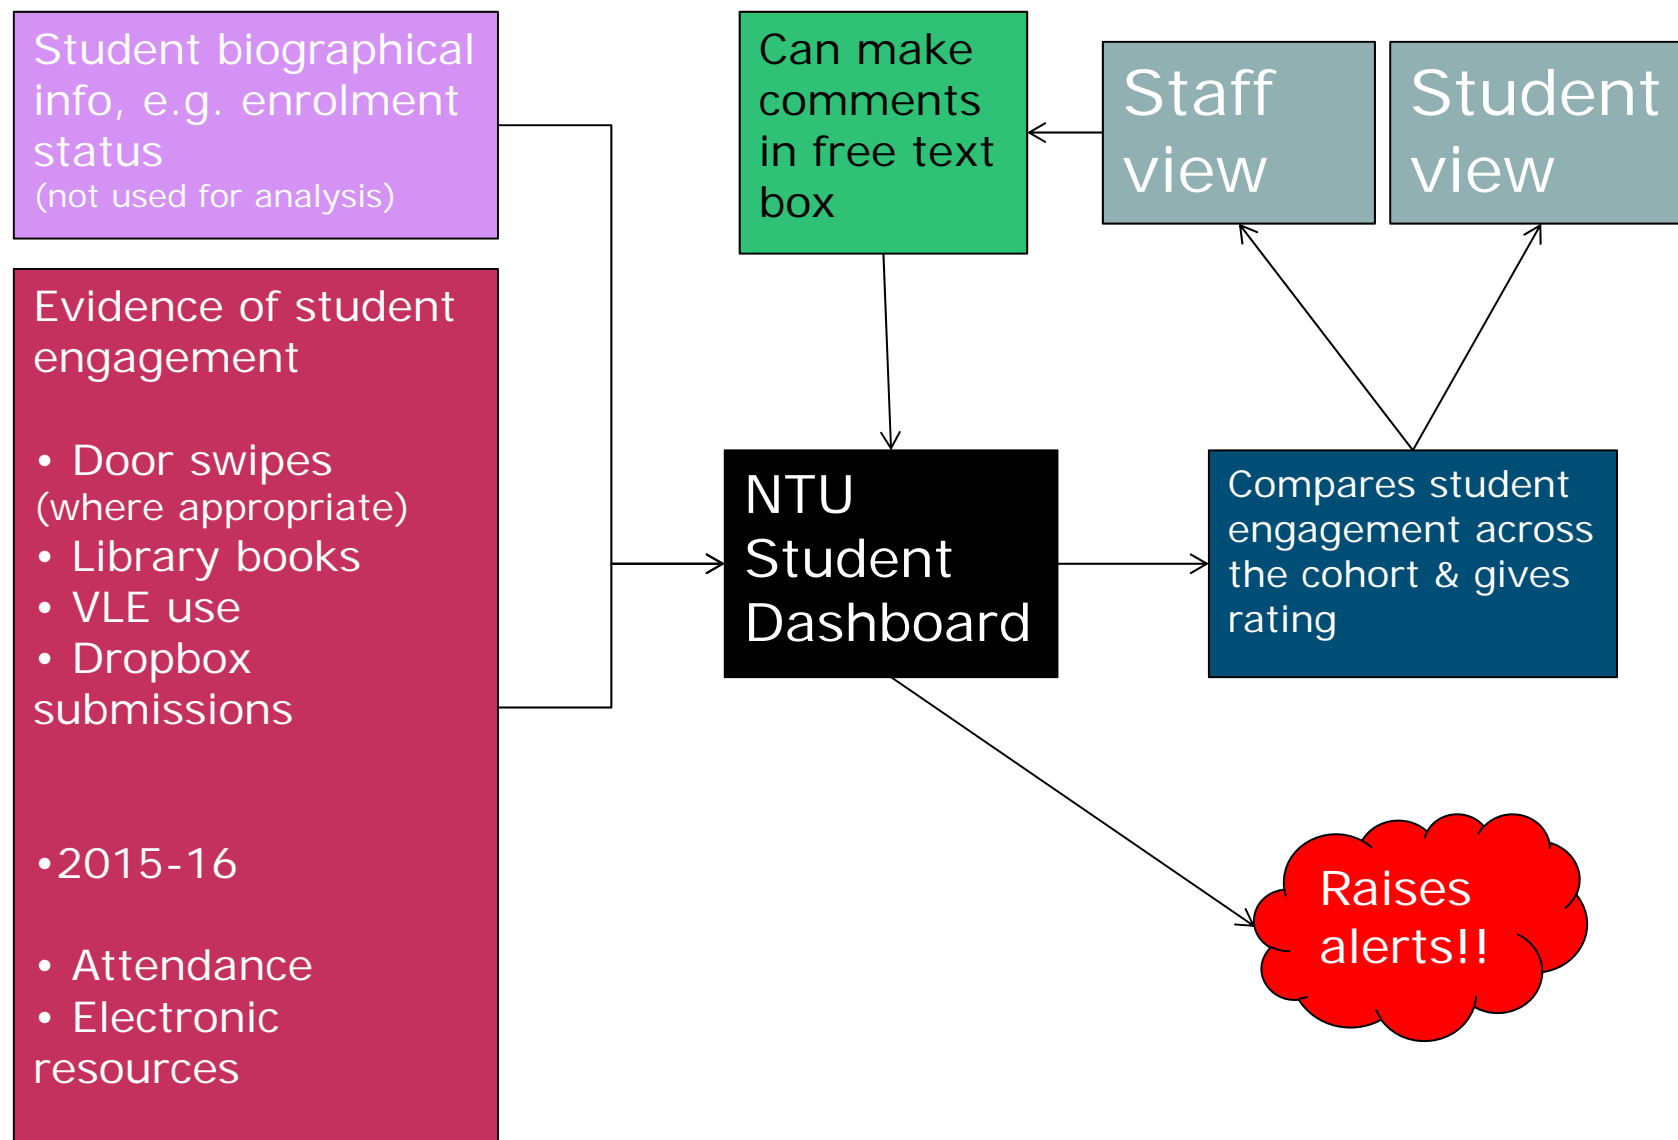 Student biographical
info, e.g. enrolment
status
(not used for analysis)
Evidence of student
engagement
• Door swipes
(where appropriate)
• Library books
• VLE use
• Dropbox
submissions
•2015-16
• Attendance
• Electronic
resources
Can make
comments
in free text
box
Staff
view
Student
view
NTU
Student
Dashboard
Compares student
engagement across
the cohort & gives
rating
Raises
alerts!!